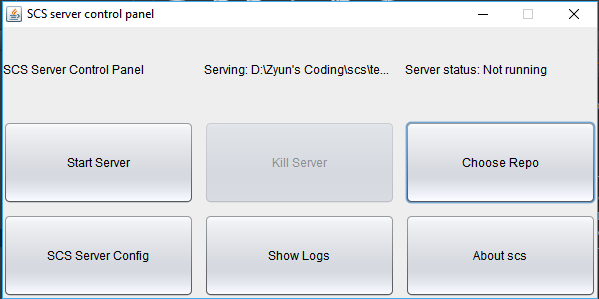 SCS server control panel
SCS Server Control Panel
Serving: D:\Zyun's Coding\scs\te...
Server status: Not running
Start Server
Kill Server
Choose Repo
SCS Server Config
Show Logs
About scs